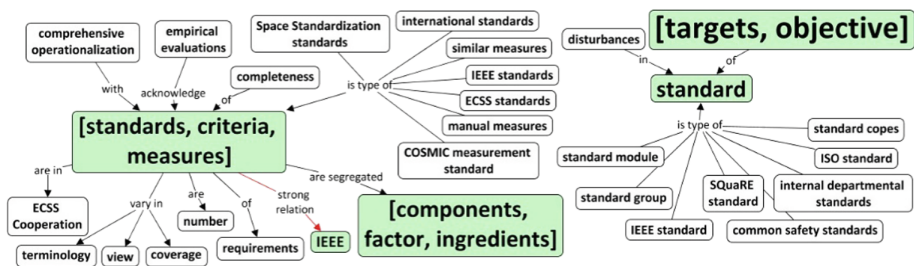 comprehensive
operationalization
empirical
evaluations
completeness
with
acknowledge
of
[standards, criteria,
measures]
Space Standardization
standards
international standards
similar measures
IEEE standards
ECSS standards
manual measures
COSMIC measurement
standard
is type of
are in
ECSS
Cooperation
vary in
terminology
view
coverage
are
number
of
requirements
strong
relation
IEEE
are segregated
[components,
factor, ingredients]
disturbances
in
[targets, objective]
of
standard
is type of
standard module
standard group
IEEE standard
SQuaRE
standard
common safety standards
internal departmental
standards
ISO standard
standard copes